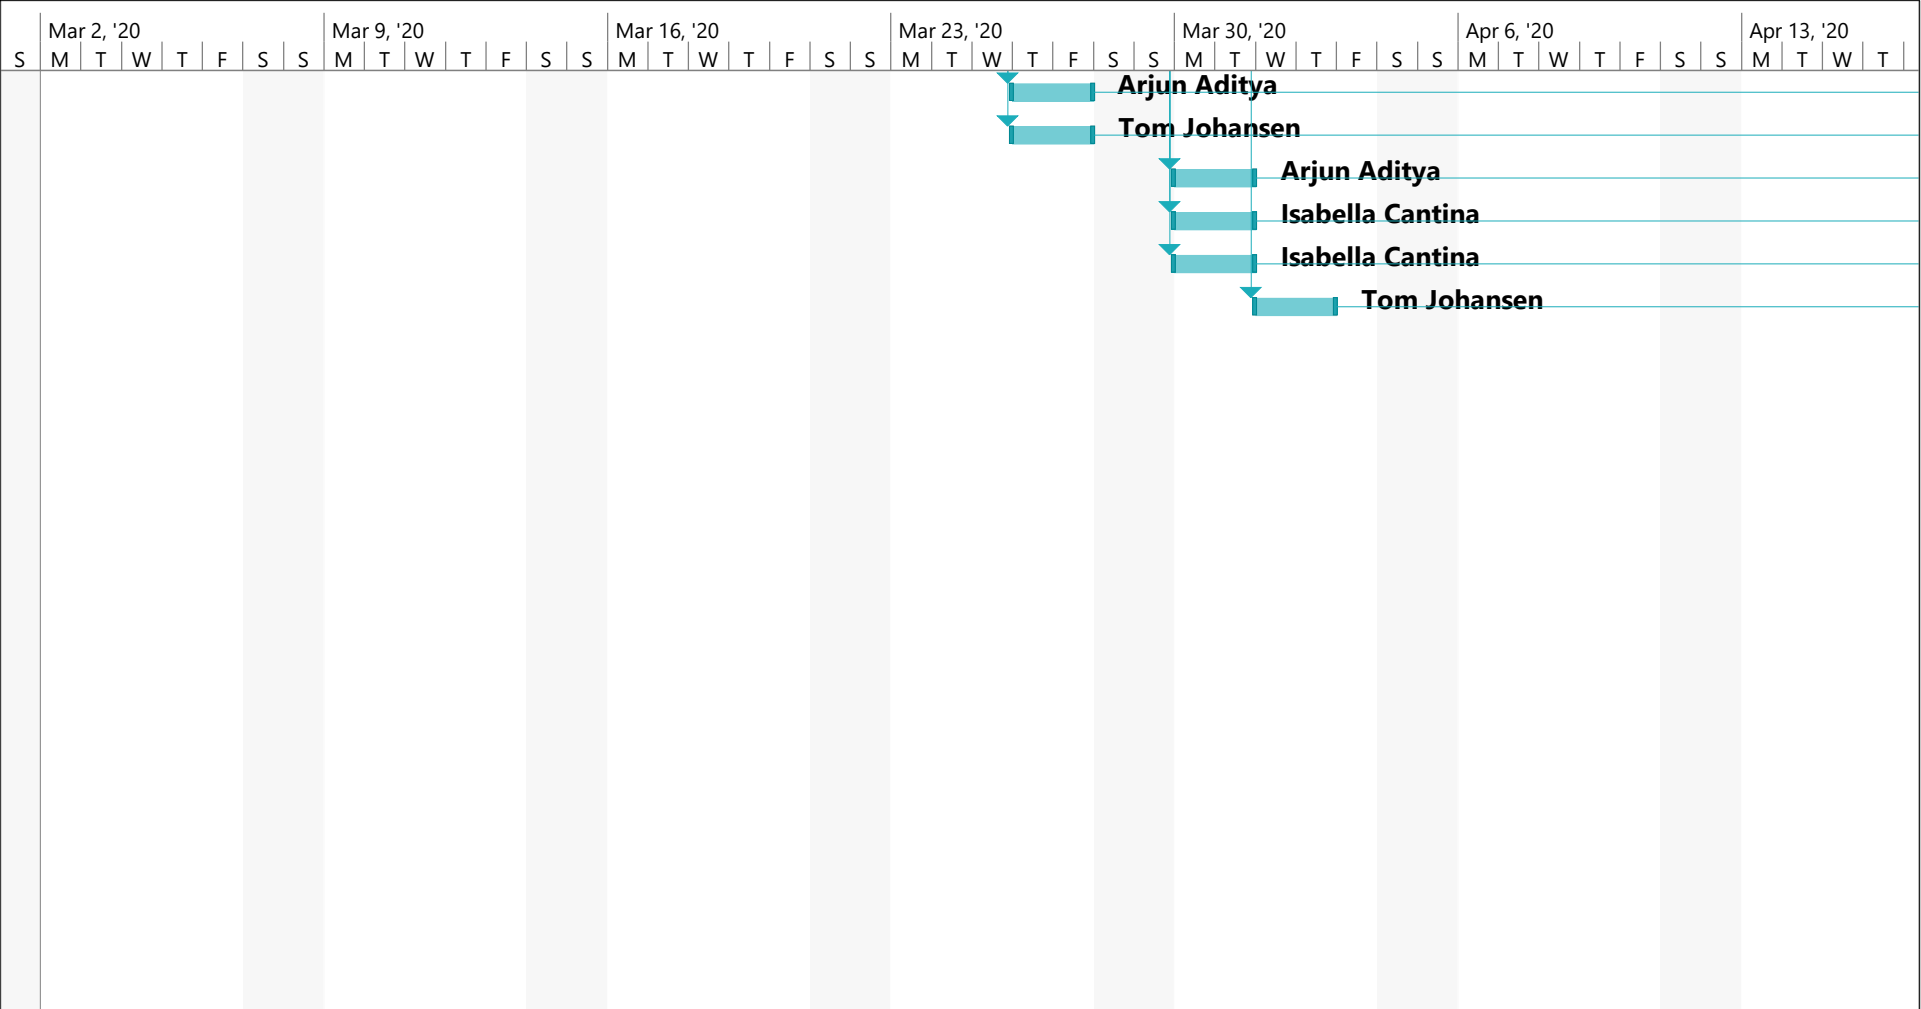 Mar 2, '20 Mar 9, '20 Mar 16, '20 Mar 23, '20 Mar 30, '20 Apr 6, '20 Apr 13, '20
S M T W T F S S M T W T F S S M T W T F S S M T W T F S S M T W T F S S M T W T F S S M T W T
Arjun Aditya
Tom Johansen
Arjun Aditya
Isabella Cantina
Isabella Cantina
Tom Johansen